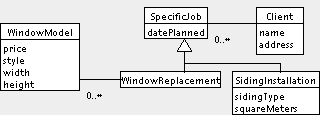 SpecificJob
datePlanned
Client
name
address
0..*
WindowModel
price
style
width
height
0..*
WindowReplacement
SidingInstallation
sidingType
squareMeters